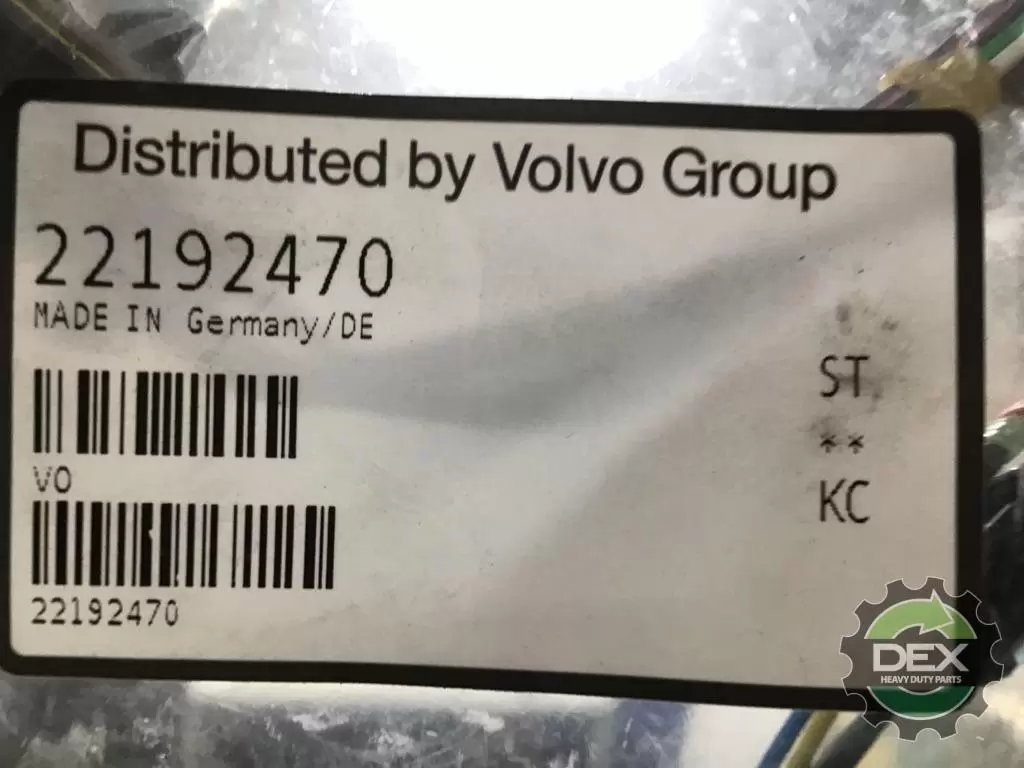 Distributed by Volvo Group
22192470
MADE IN Germany/DE
ST
**
KC
VO
22192470
DEX
HEAVY DUTY PARTS